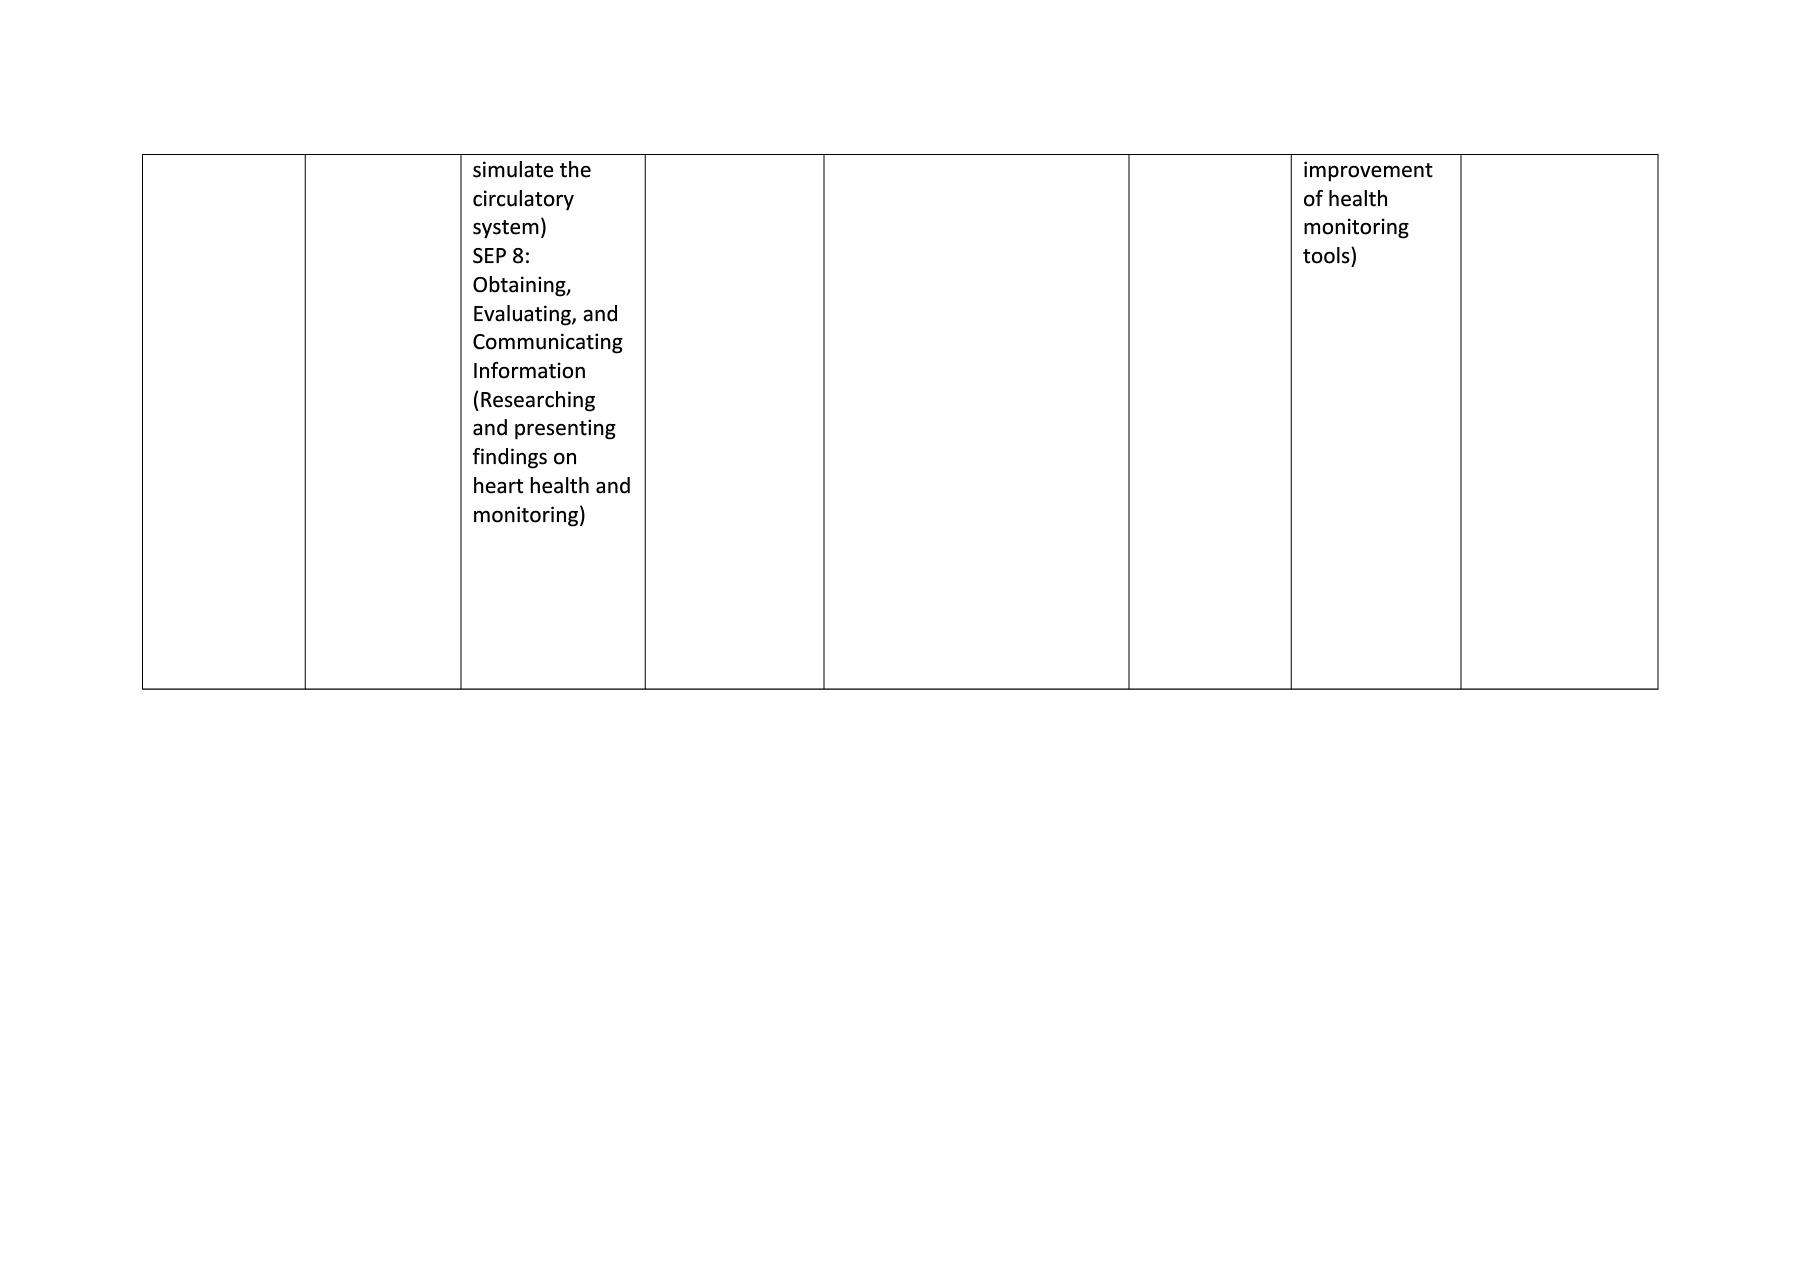 simulate the
circulatory
system)
SEP 8:
Obtaining,
Evaluating, and
Communicating
Information
(Researching
and presenting
findings on
heart health and
monitoring)
improvement
of health
monitoring
tools)